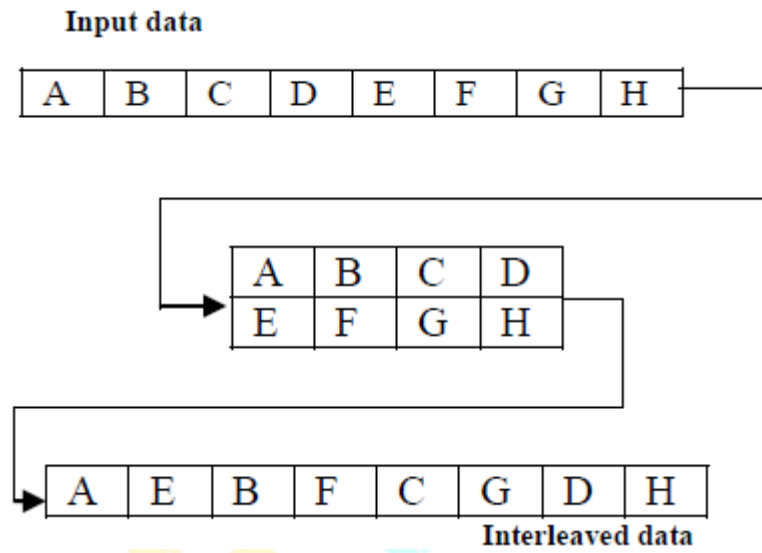 Input data
A B C D E F G H
A B C D
E F G H
A E B F C G D H
Interleaved data